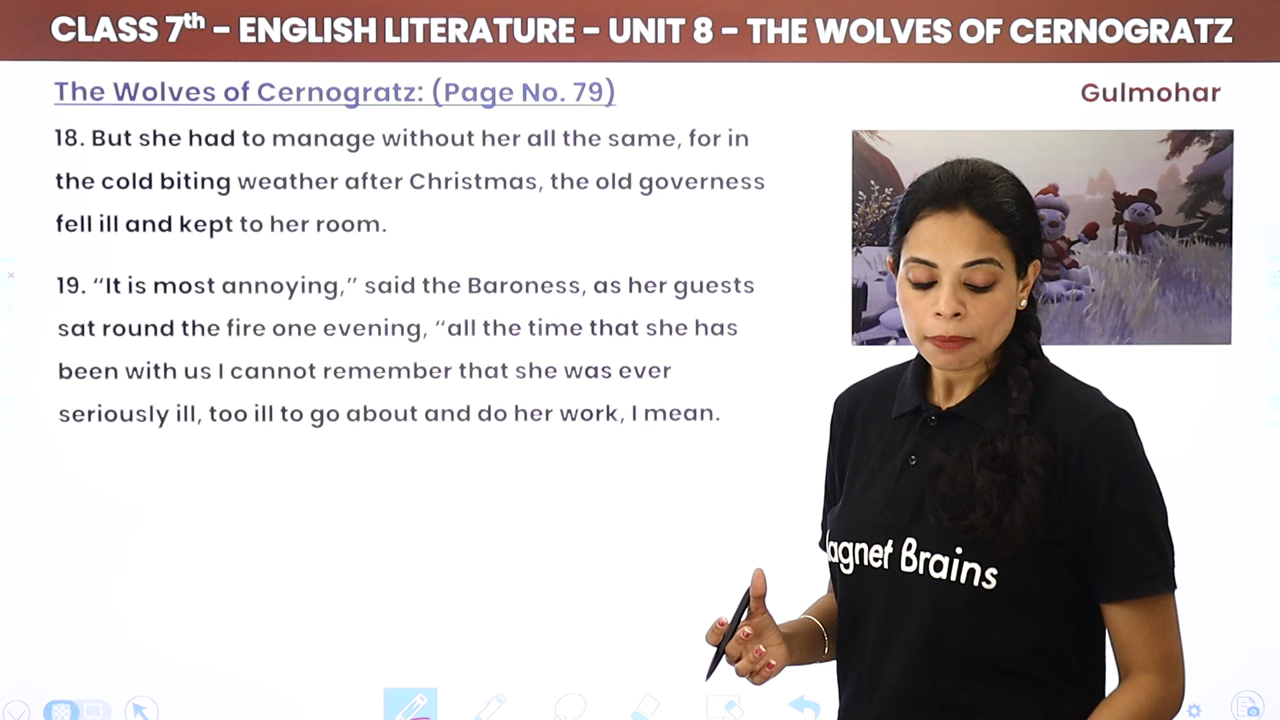 CLASS 7th – ENGLISH LITERATURE – UNIT 8 – THE WOLVES OF CERNOGRATZ
The Wolves of Cernogratz: (Page No. 79)
Gulmohar
18. But she had to manage without her all the same, for in
the cold biting weather after Christmas, the old governess
fell ill and kept to her room.
19. “It is most annoying,” said the Baroness, as her guests
sat round the fire one evening, “all the time that she has
been with us I cannot remember that she was ever
seriously ill, too ill to go about and do her work, I mean.
agnet Brains